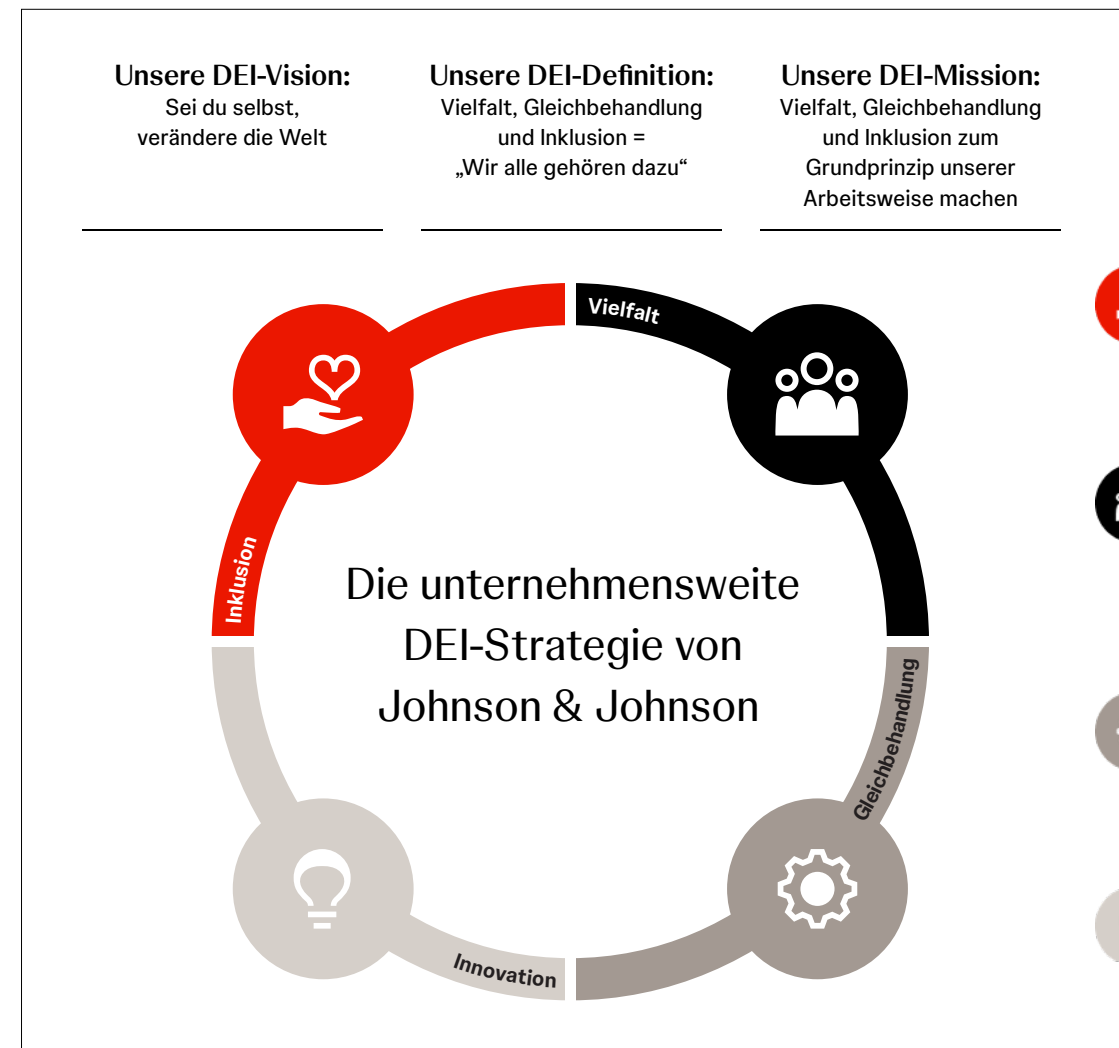 Unsere DEI-Vision:
Sei du selbst,
verändere die Welt
Unsere DEI-Definition:
Vielfalt, Gleichbehandlung
und Inklusion =
„Wir alle gehören dazu“
Unsere DEI-Mission:
Vielfalt, Gleichbehandlung
und Inklusion zum
Grundprinzip unserer
Arbeitsweise machen
Vielfalt
Inklusion
Die unternehmensweite
DEI-Strategie von
Johnson & Johnson
Gleichbehandlung
Innovation